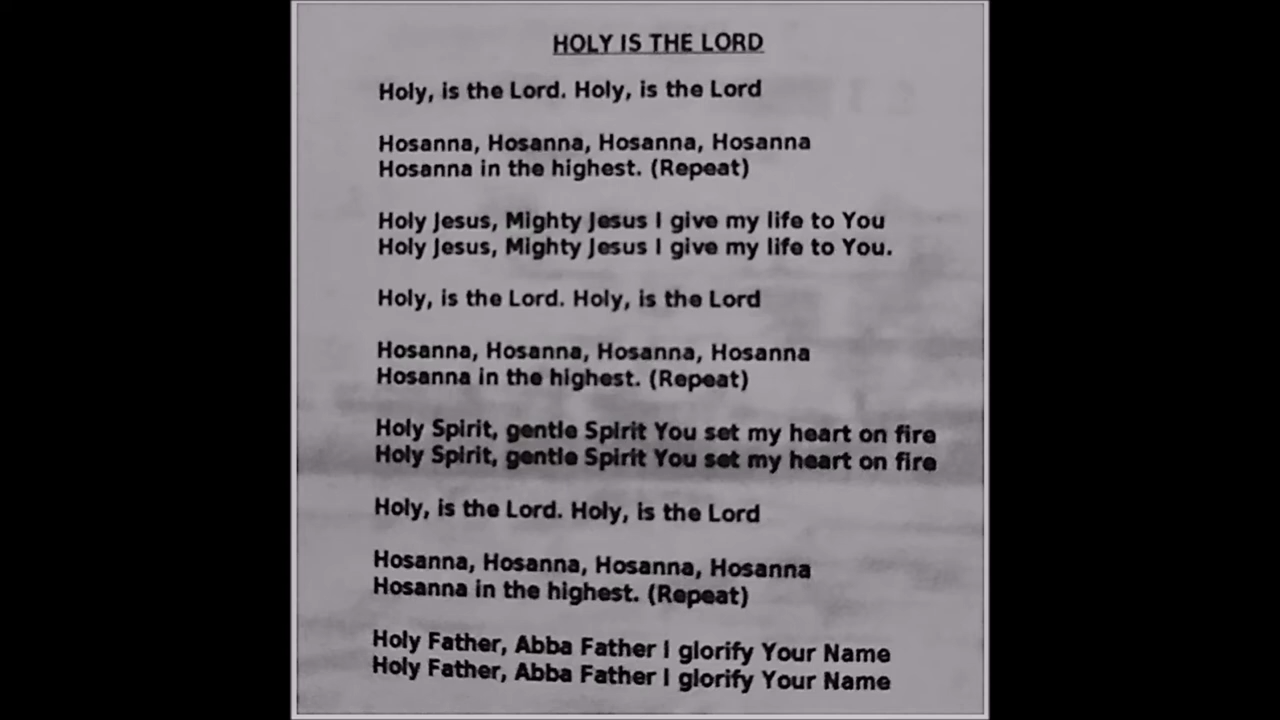 HOLY IS THE LORD
Holy, is the Lord. Holy, is the Lord
Hosanna, Hosanna, Hosanna, Hosanna
Hosanna in the highest. (Repeat)
Holy Jesus, Mighty Jesus I give my life to You
Holy Jesus, Mighty Jesus I give my life to You.
Holy, is the Lord. Holy, is the Lord
Hosanna, Hosanna, Hosanna, Hosanna
Hosanna in the highest. (Repeat)
Holy Spirit, gentle Spirit You set my heart on fire
Holy Spirit, gentle Spirit You set my heart on fire
Holy, is the Lord. Holy, is the Lord
Hosanna, Hosanna, Hosanna, Hosanna
Hosanna in the highest. (Repeat)
Holy Father, Abba Father I glorify Your Name
Holy Father, Abba Father I glorify Your Name